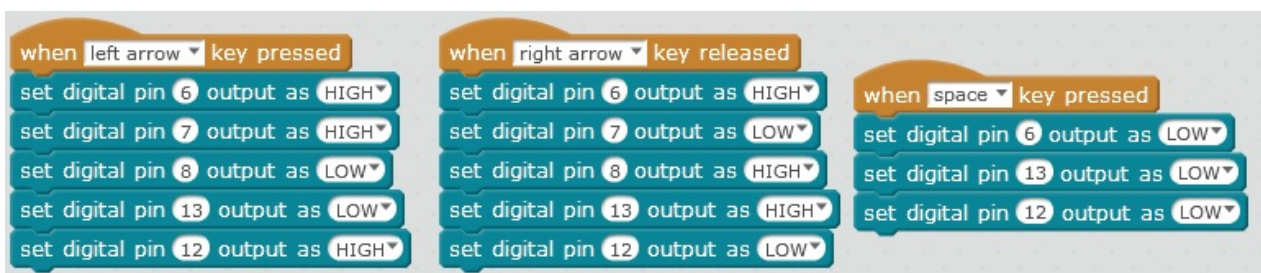 when left arrow key pressed
set digital pin 6 output as HIGH
set digital pin 7 output as HIGH
set digital pin 8 output as LOW
set digital pin 13 output as LOW
set digital pin 12 output as HIGH
when right arrow key released
set digital pin 6 output as HIGH
set digital pin 7 output as LOW
set digital pin 8 output as HIGH
set digital pin 13 output as HIGH
set digital pin 12 output as LOW
when space key pressed
set digital pin 6 output as LOW
set digital pin 13 output as LOW
set digital pin 12 output as LOW